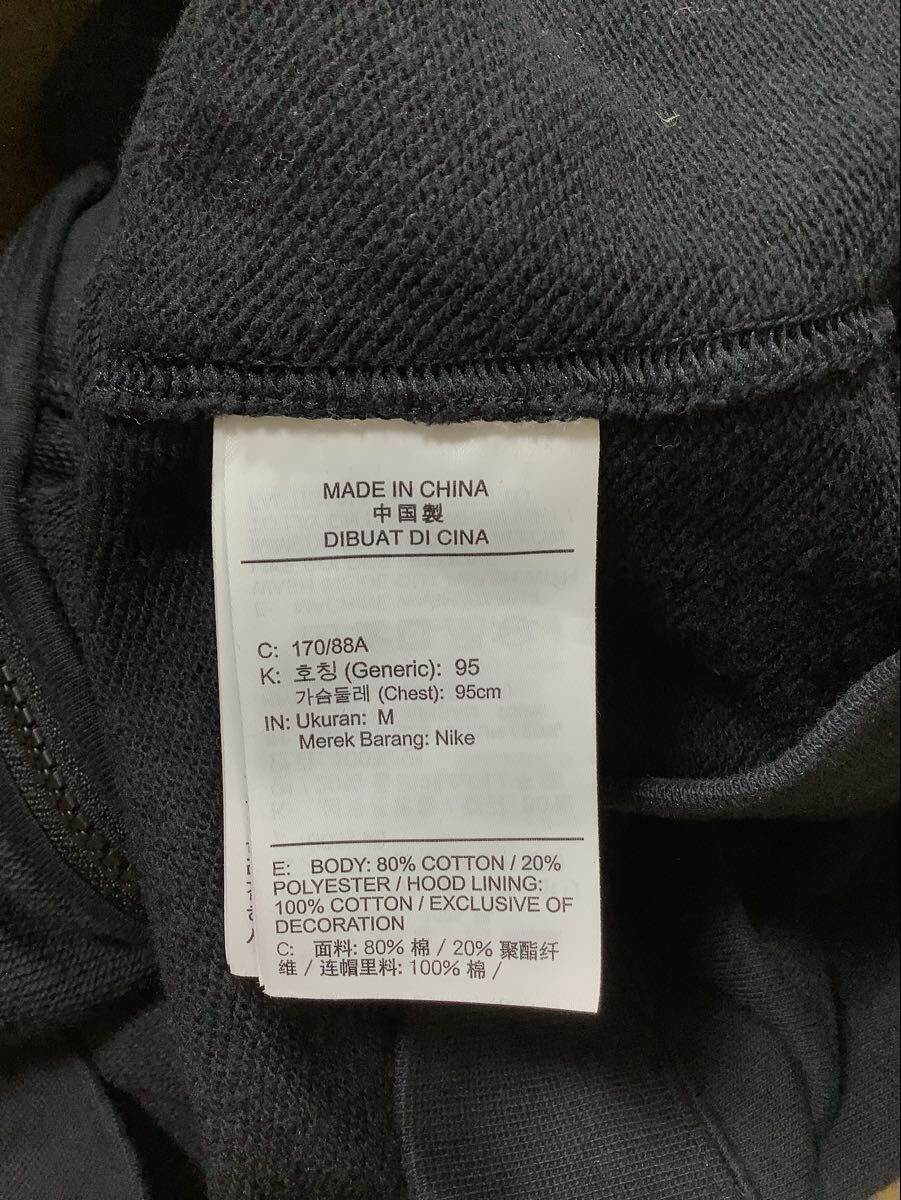 MADE IN CHINA
中国製
DIBUAT DI CINA
C: 170/88A
K: 호칭 (Generic): 95
가슴둘레 (Chest): 95cm
IN: Ukuran: M
Merek Barang: Nike
E: BODY: 80% COTTON / 20%
POLYESTER / HOOD LINING:
100% COTTON / EXCLUSIVE OF
DECORATION
C: 面料: 80% 棉 / 20% 聚酯纤
维 / 连帽里料: 100% 棉 /